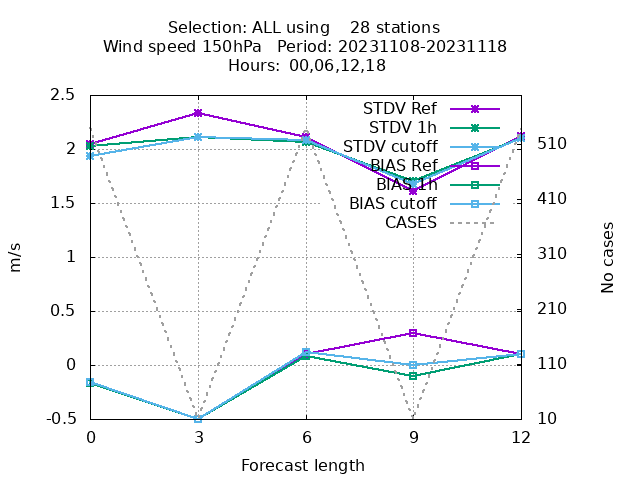 Selection: ALL using    28 stations
Wind speed 150hPa   Period: 20231108-20231118
Hours:  00,06,12,18
2.5
2
1.5
1
0.5
0
-0.5
m/s
STDV Ref
STDV 1h
STDV cutoff
BIAS Ref
BIAS 1h
BIAS cutoff
CASES
510
410
310
210
110
10
No cases
0
3
6
9
12
Forecast length